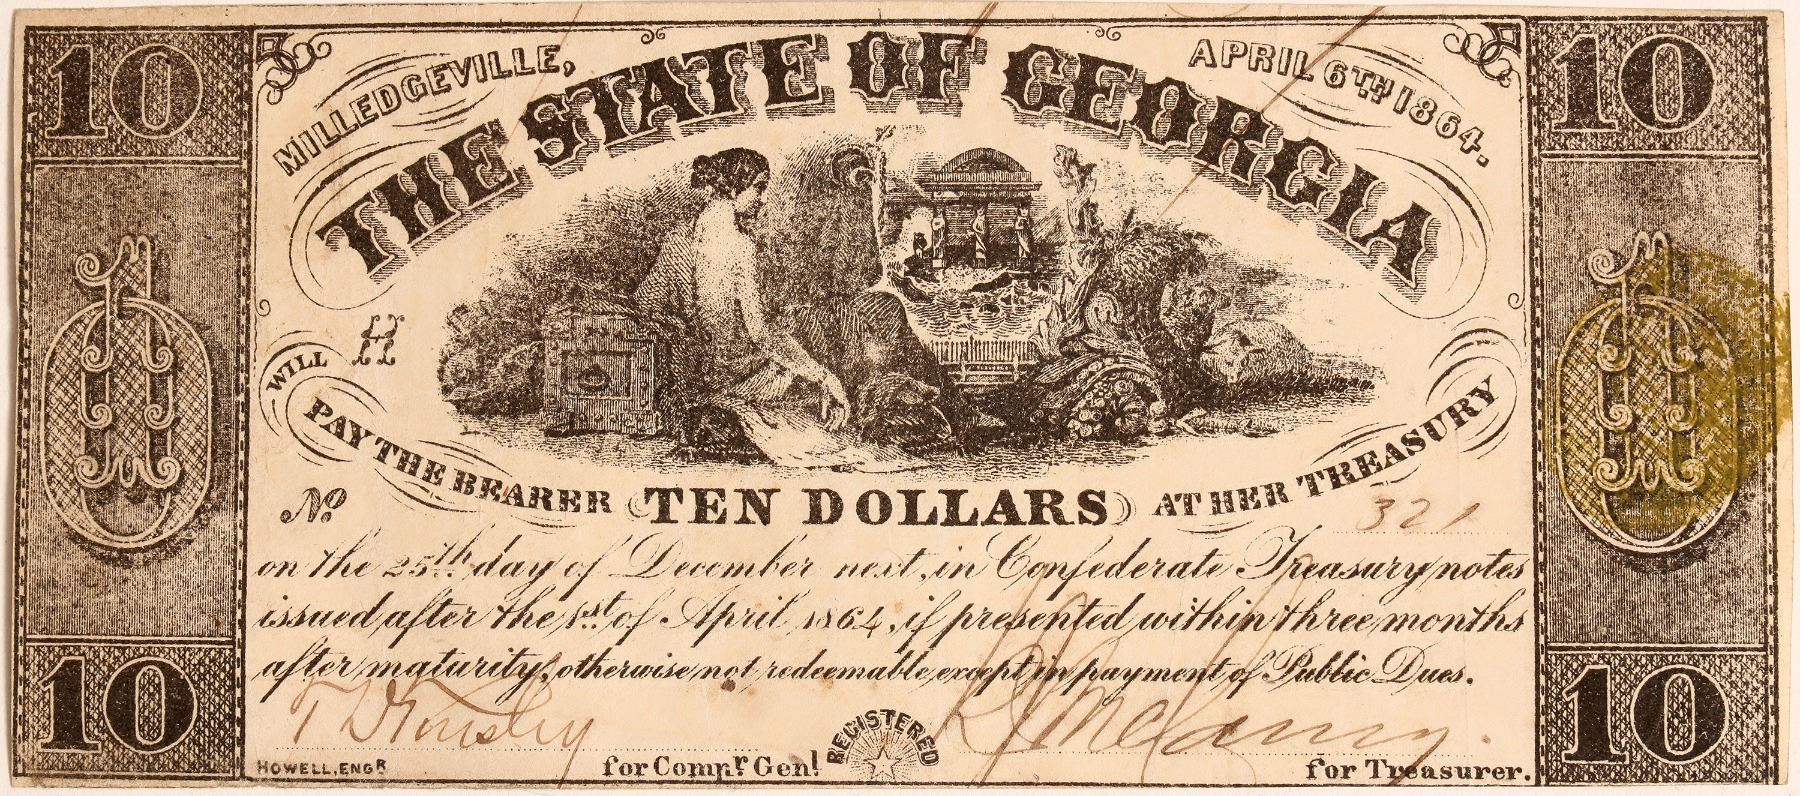 10
10
MILLEDGEVILLE,
APRIL 6TH 1864.
THE STATE OF GEORGIA
WILL
PAY THE BEARER TEN DOLLARS AT HER TREASURY
No
321
on the 25th day of December next, in Confederate Treasury notes
issued after the 1st of April 1864, if presented within three months
after maturity, otherwise not redeemable except in payment of Public Dues.
REGISTERED
HOWELL, ENGR
for Compr Genl
for Treasurer.
10
10